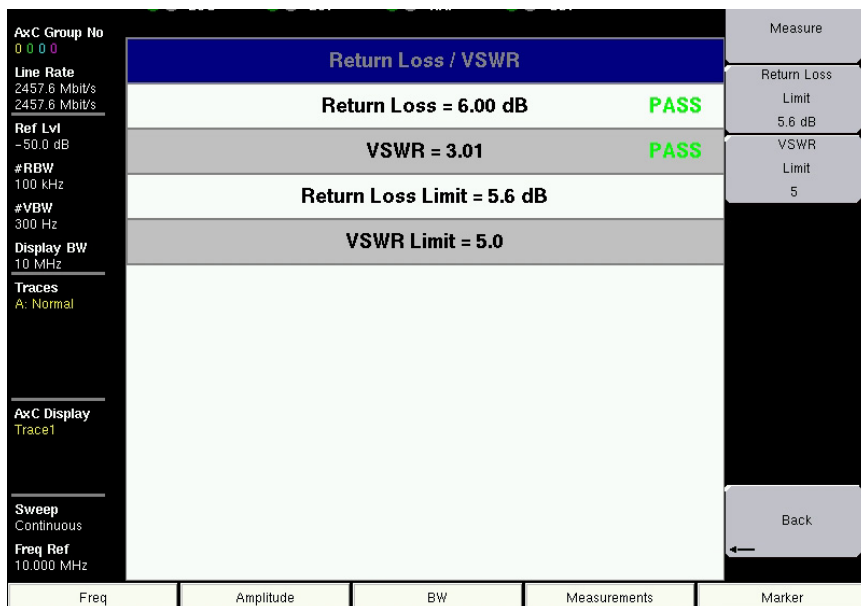 AxC Group No
0 0 0 0
Line Rate
2457.6 Mbit/s
2457.6 Mbit/s
Ref Lvl
-50.0 dB
#RBW
100 kHz
#VBW
300 Hz
Display BW
10 MHz
Traces
A: Normal
AxC Display
Trace1
Sweep
Continuous
Freq Ref
10.000 MHz
Return Loss / VSWR
Return Loss = 6.00 dB PASS
VSWR = 3.01 PASS
Return Loss Limit = 5.6 dB
VSWR Limit = 5.0
Measure
Return Loss
Limit
5.6 dB
VSWR
Limit
5
Back
Freq Amplitude BW Measurements Marker